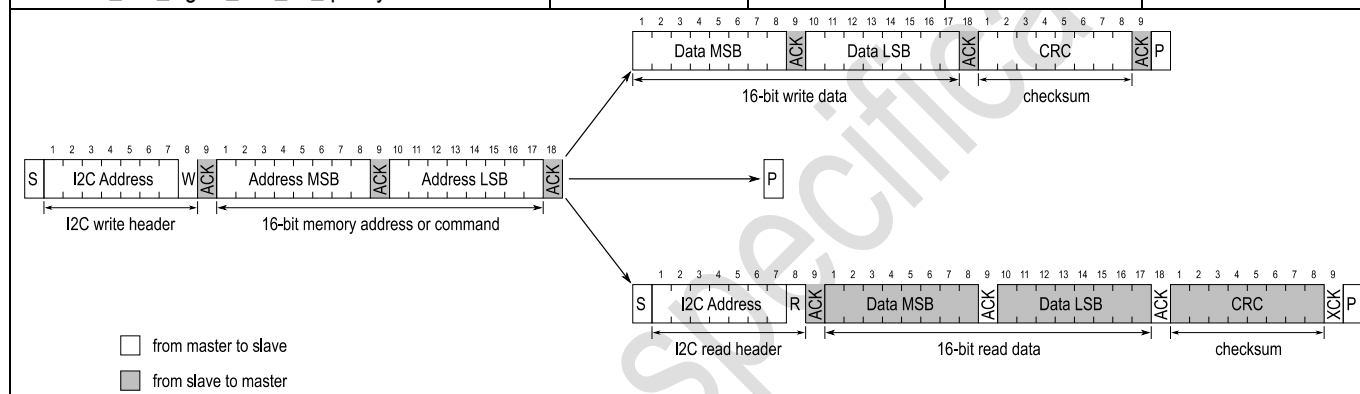 1 2 3 4 5 6 7 8 9 10 11 12 13 14 15 16 17 18 1 2 3 4 5 6 7 8 9
Data MSB ACK Data LSB ACK CRC ACK P
16-bit write data checksum
1 2 3 4 5 6 7 8 9 1 2 3 4 5 6 7 8 9 10 11 12 13 14 15 16 17 18
S I2C Address W ACK Address MSB ACK Address LSB ACK P
I2C write header 16-bit memory address or command
1 2 3 4 5 6 7 8 9 1 2 3 4 5 6 7 8 9 10 11 12 13 14 15 16 17 18 1 2 3 4 5 6 7 8 9
S I2C Address R ACK Data MSB ACK Data LSB ACK CRC XCK P
I2C read header 16-bit read data checksum
from master to slave
from slave to master
specifica